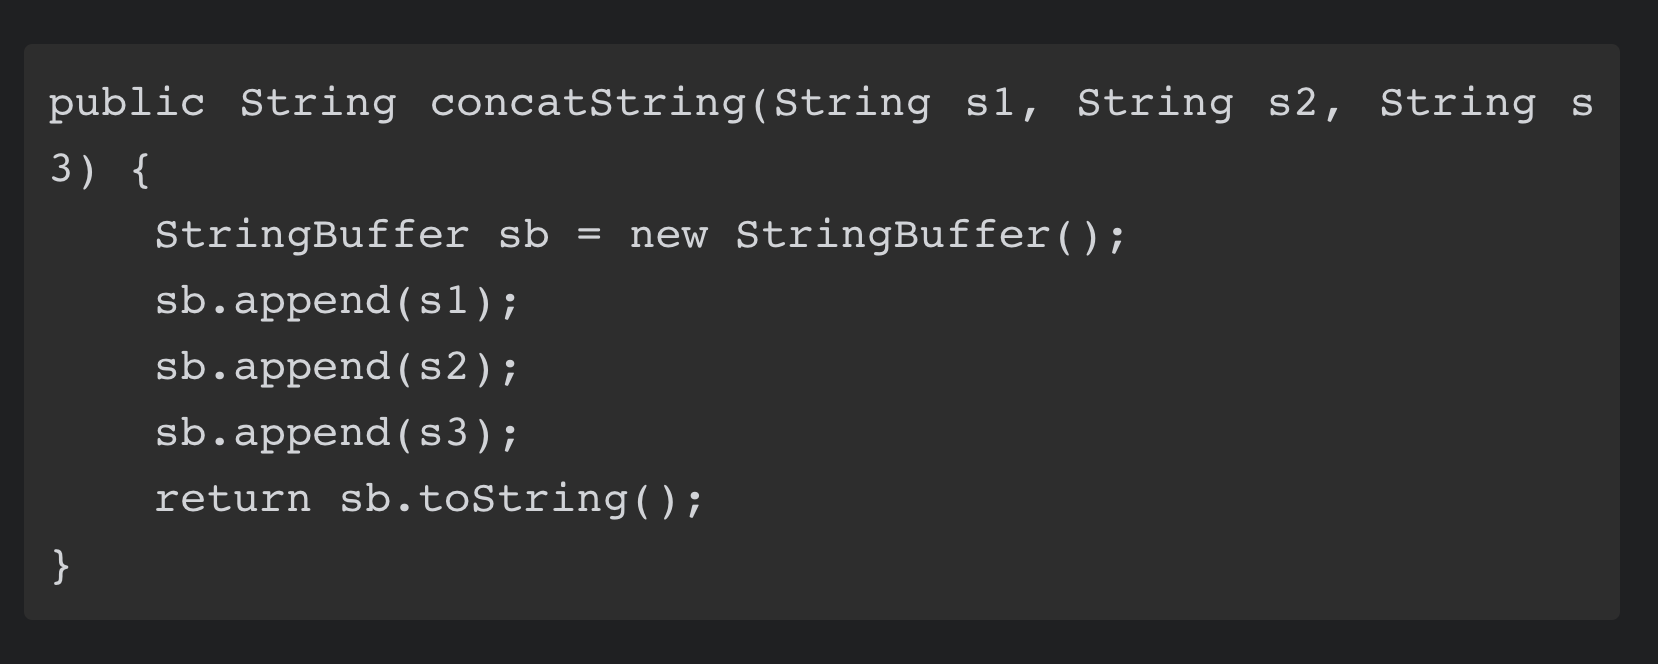 public String concatString(String s1, String s2, String s
3) {
    StringBuffer sb = new StringBuffer();
    sb.append(s1);
    sb.append(s2);
    sb.append(s3);
    return sb.toString();
}